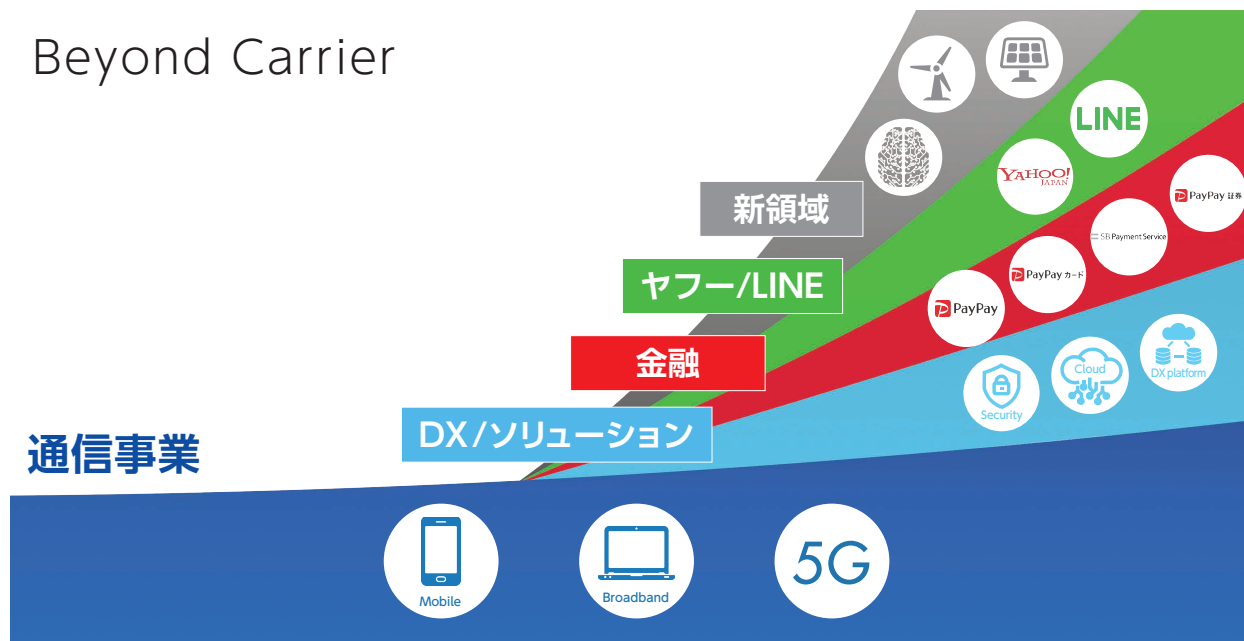 Beyond Carrier
LINE
YAHOO!
JAPAN
新領域
PayPay 証券
SB Payment Service
ヤフー/LINE
PayPay カード
PayPay
金融
Cloud
DX platform
Security
DX/ソリューション
通信事業
5G
Mobile
Broadband